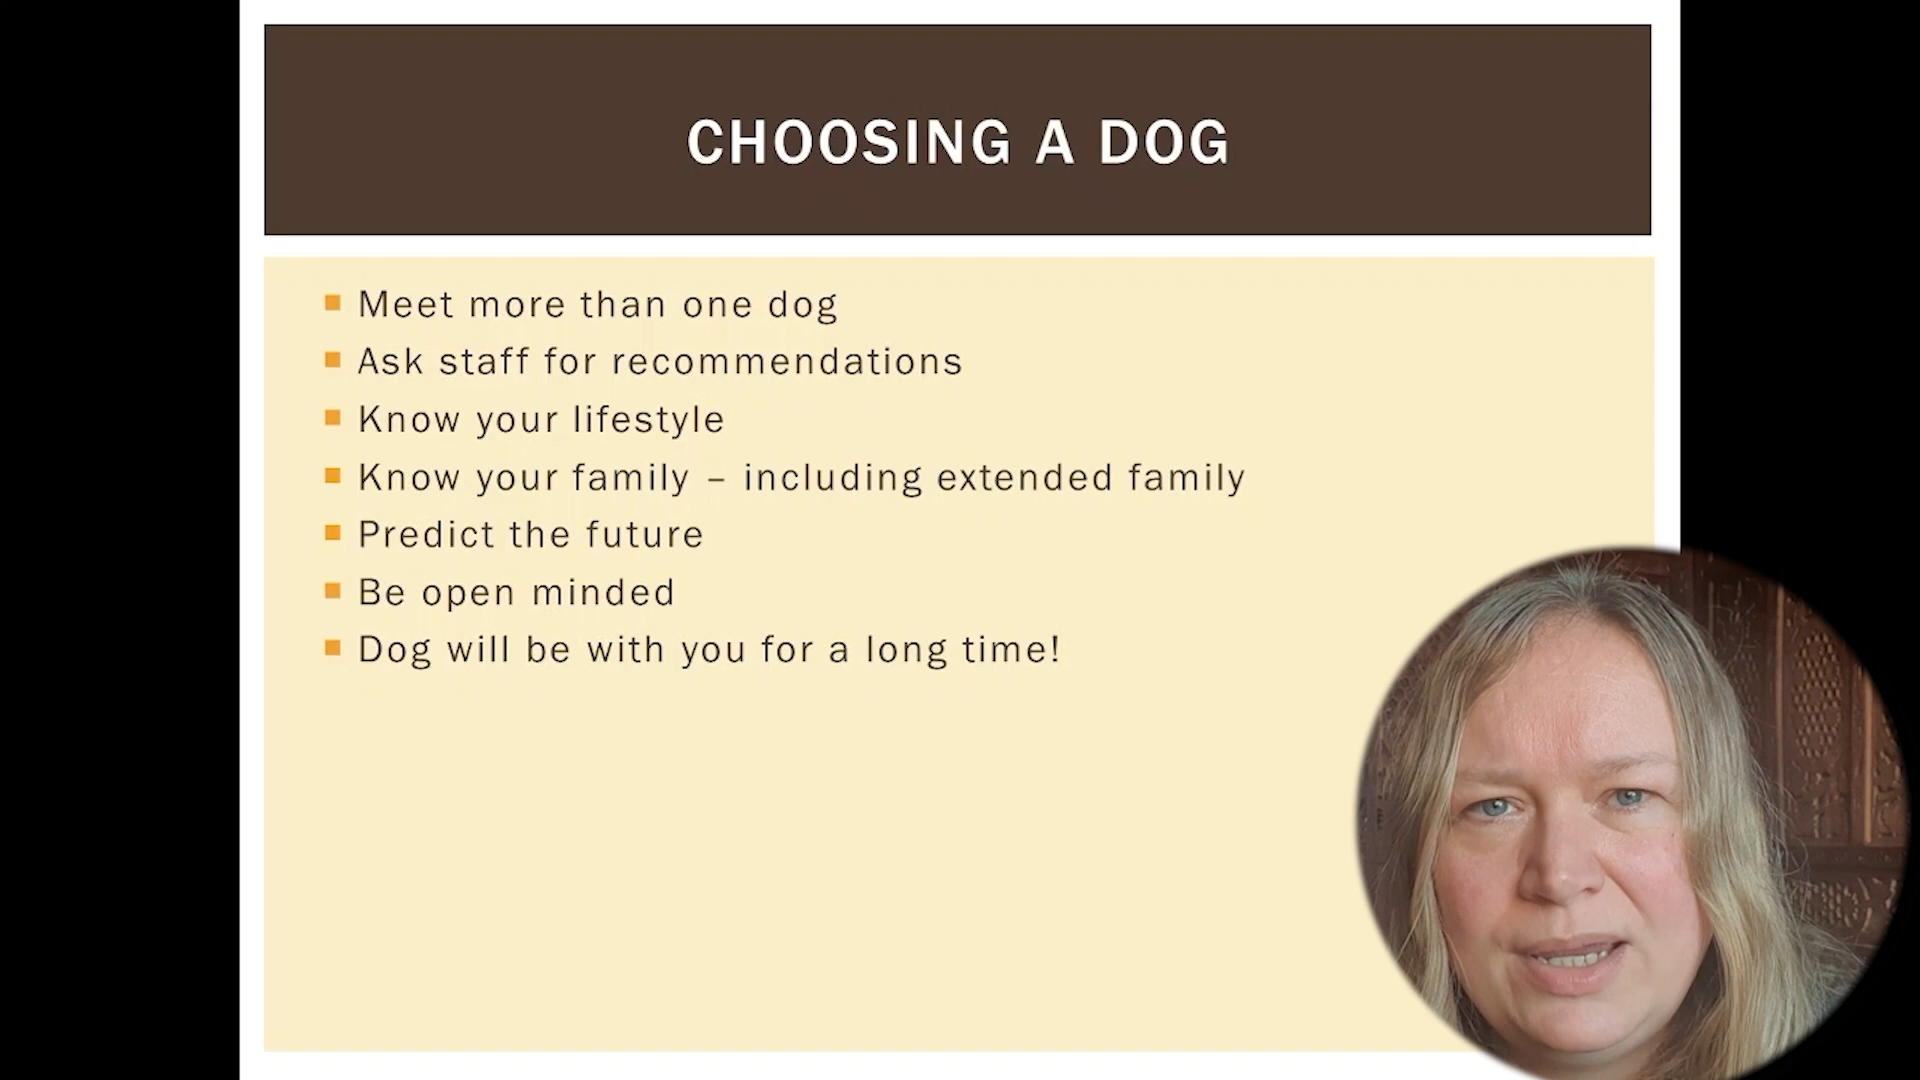 CHOOSING A DOG
Meet more than one dog
Ask staff for recommendations
Know your lifestyle
Know your family – including extended family
Predict the future
Be open minded
Dog will be with you for a long time!